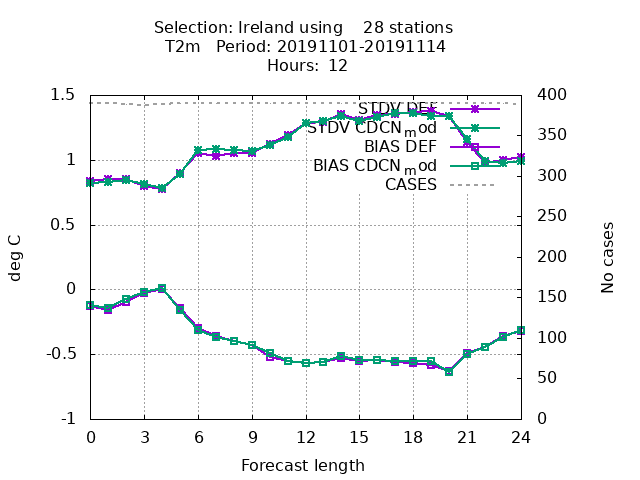 Selection: Ireland using 28 stations
T2m Period: 20191101-20191114
Hours: 12
1.5
1
0.5
0
-0.5
-1
deg C
400
350
300
250
200
150
100
50
0
No cases
STDV DEF
STDV CDCNmod
BIAS DEF
BIAS CDCNmod
CASES
0 3 6 9 12 15 18 21 24
Forecast length